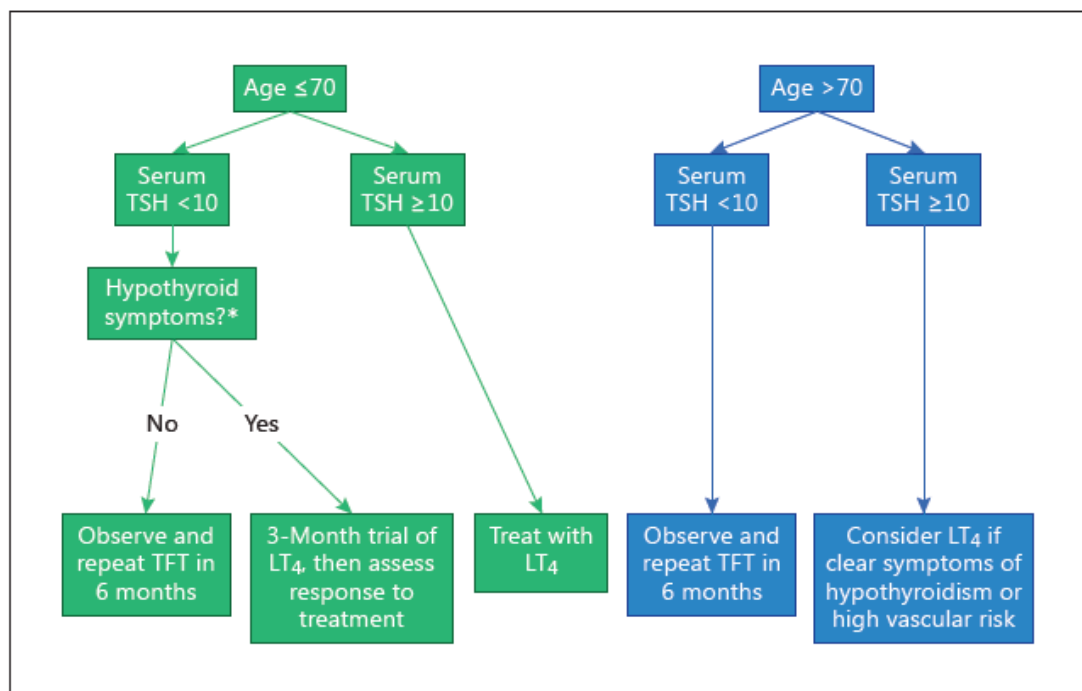 Age ≤70
Serum
TSH <10
Serum
TSH ≥10
Hypothyroid
symptoms?*
No
Yes
Observe and
repeat TFT in
6 months
3-Month trial of
LT₄, then assess
response to
treatment
Treat with
LT₄
Age >70
Serum
TSH <10
Serum
TSH ≥10
Observe and
repeat TFT in
6 months
Consider LT₄ if
clear symptoms of
hypothyroidism or
high vascular risk